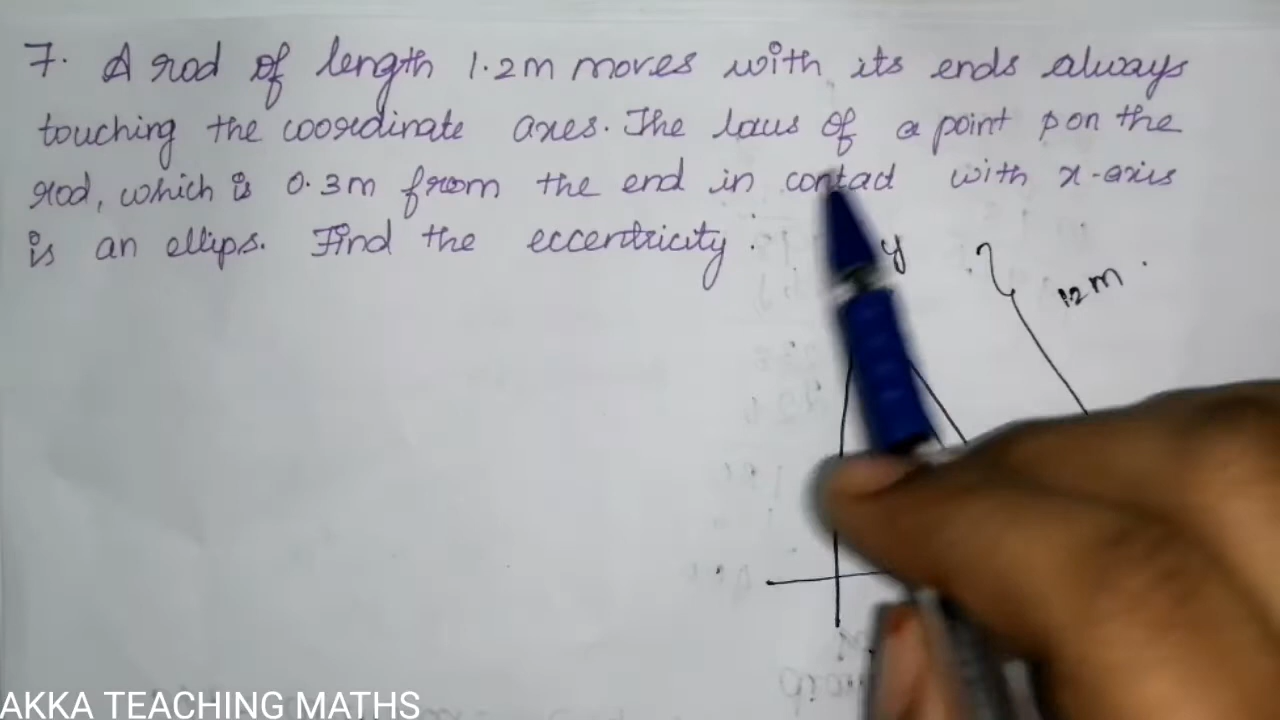 7. A rod of length 1.2m moves with its ends always
touching the coordinate axes. The locus of a point p on the
rod, which is 0.3m from the end in contact with x-axis
is an ellips. Find the eccentricity.
y
12m.
AKKA TEACHING MATHS